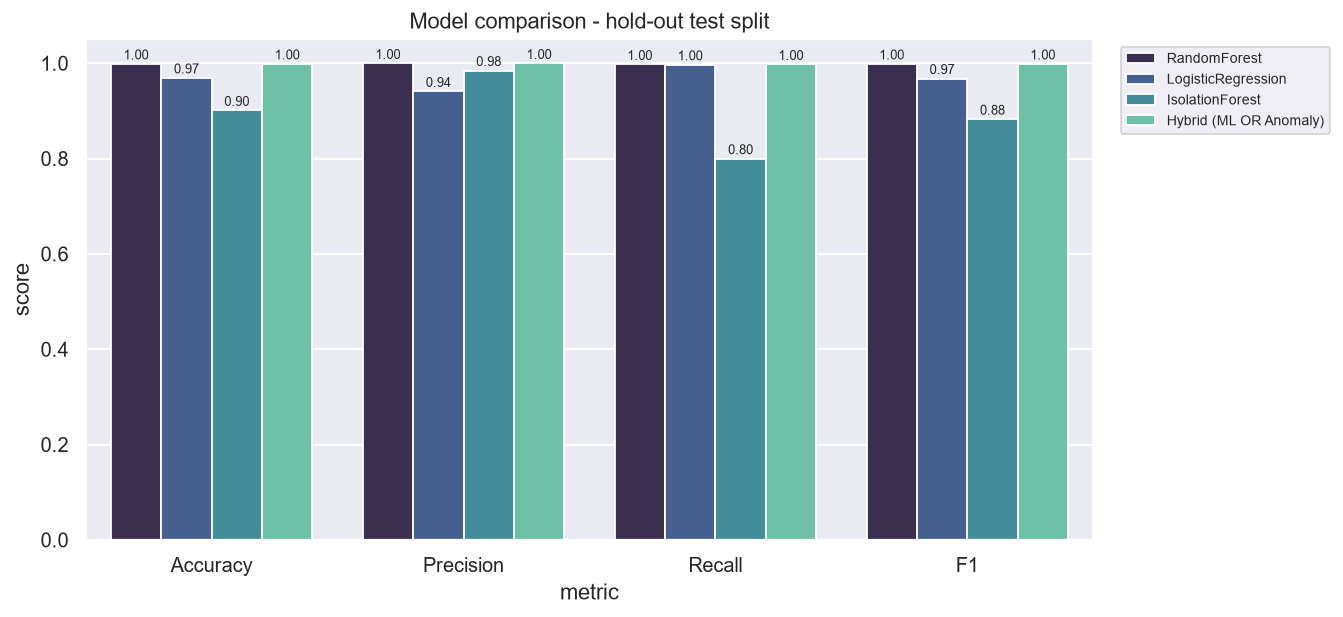 Model comparison - hold-out test split
RandomForest
LogisticRegression
IsolationForest
Hybrid (ML OR Anomaly)
score
1.0
0.8
0.6
0.4
0.2
0.0
1.00 0.97 0.90 1.00
1.00 0.94 0.98 1.00
1.00 1.00 0.80 1.00
1.00 0.97 0.88 1.00
Accuracy Precision Recall F1
metric